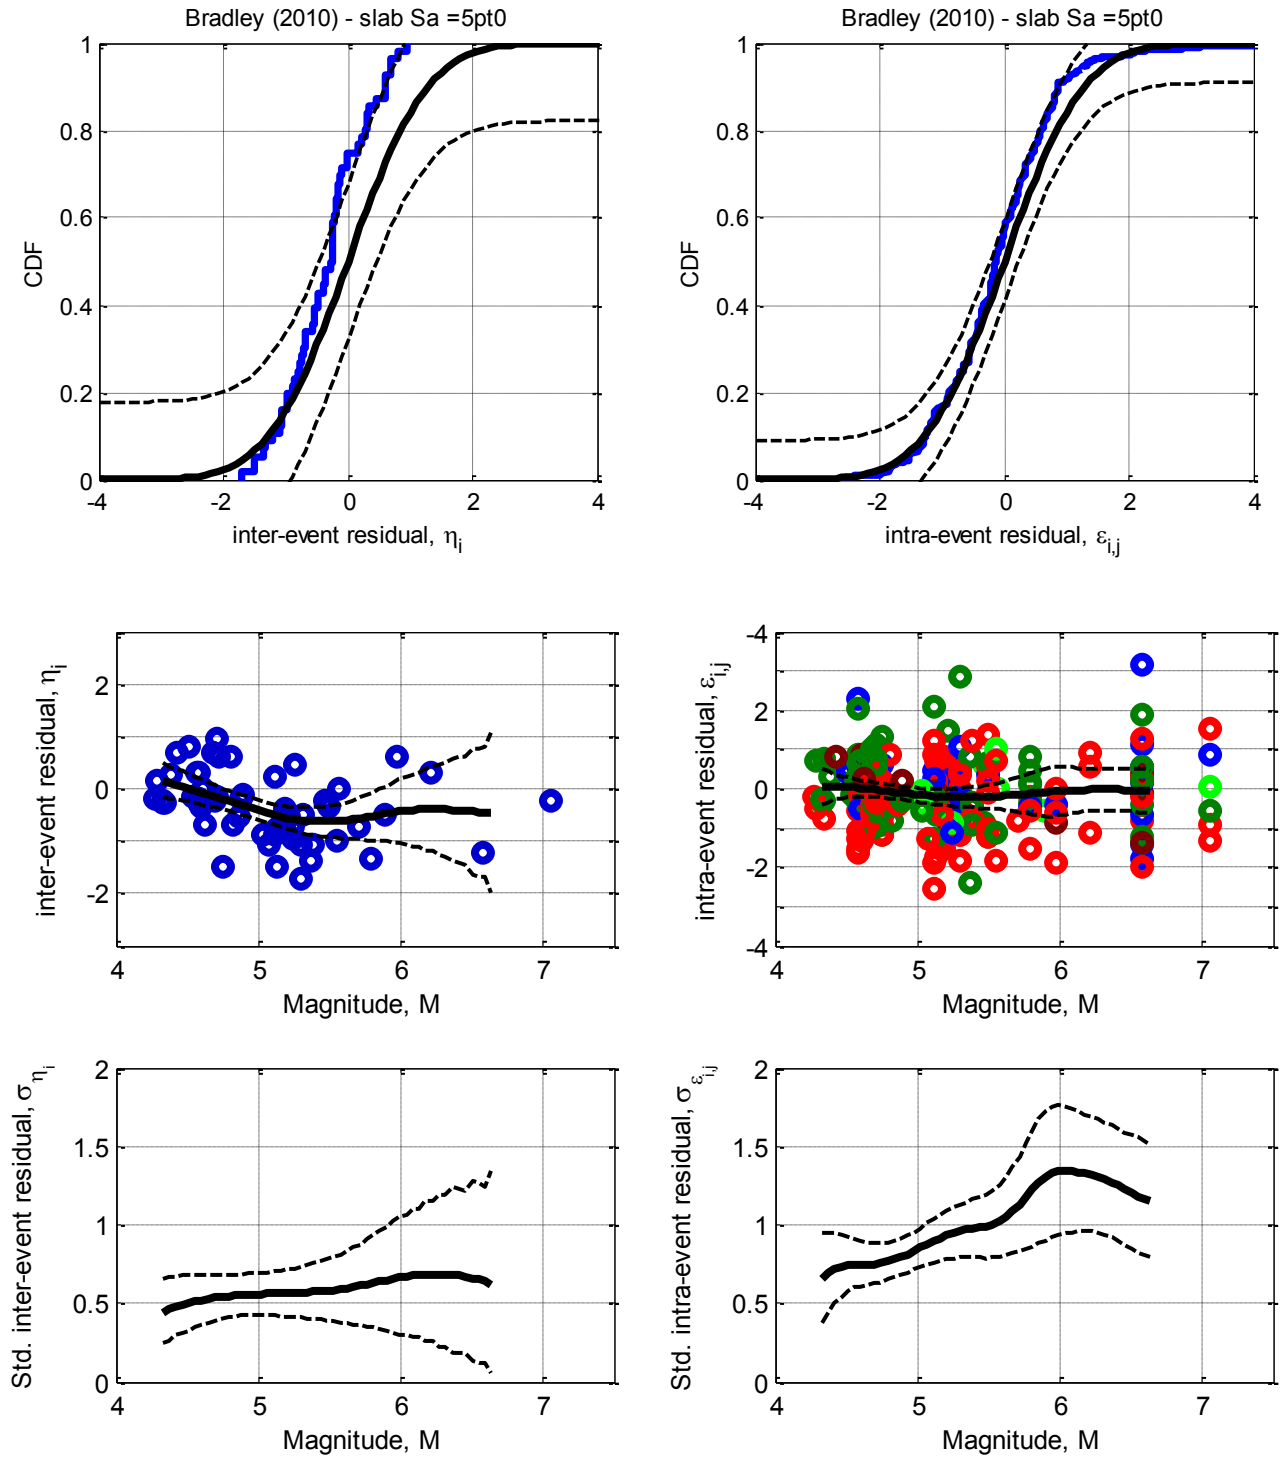 Bradley (2010) - slab Sa =5pt0
1
0.8
0.6
0.4
0.2
0
CDF
-4 -2 0 2 4
inter-event residual, ηi
Bradley (2010) - slab Sa =5pt0
1
0.8
0.6
0.4
0.2
0
CDF
-4 -2 0 2 4
intra-event residual, εi,j
2
0
-2
inter-event residual, ηi
4 5 6 7
Magnitude, M
-4
2
0
-2
-4
intra-event residual, εi,j
4 5 6 7
Magnitude, M
2
1.5
1
0.5
0
Std. inter-event residual, σηi
4 5 6 7
Magnitude, M
2
1.5
1
0.5
0
Std. intra-event residual, σεi,j
4 5 6 7
Magnitude, M